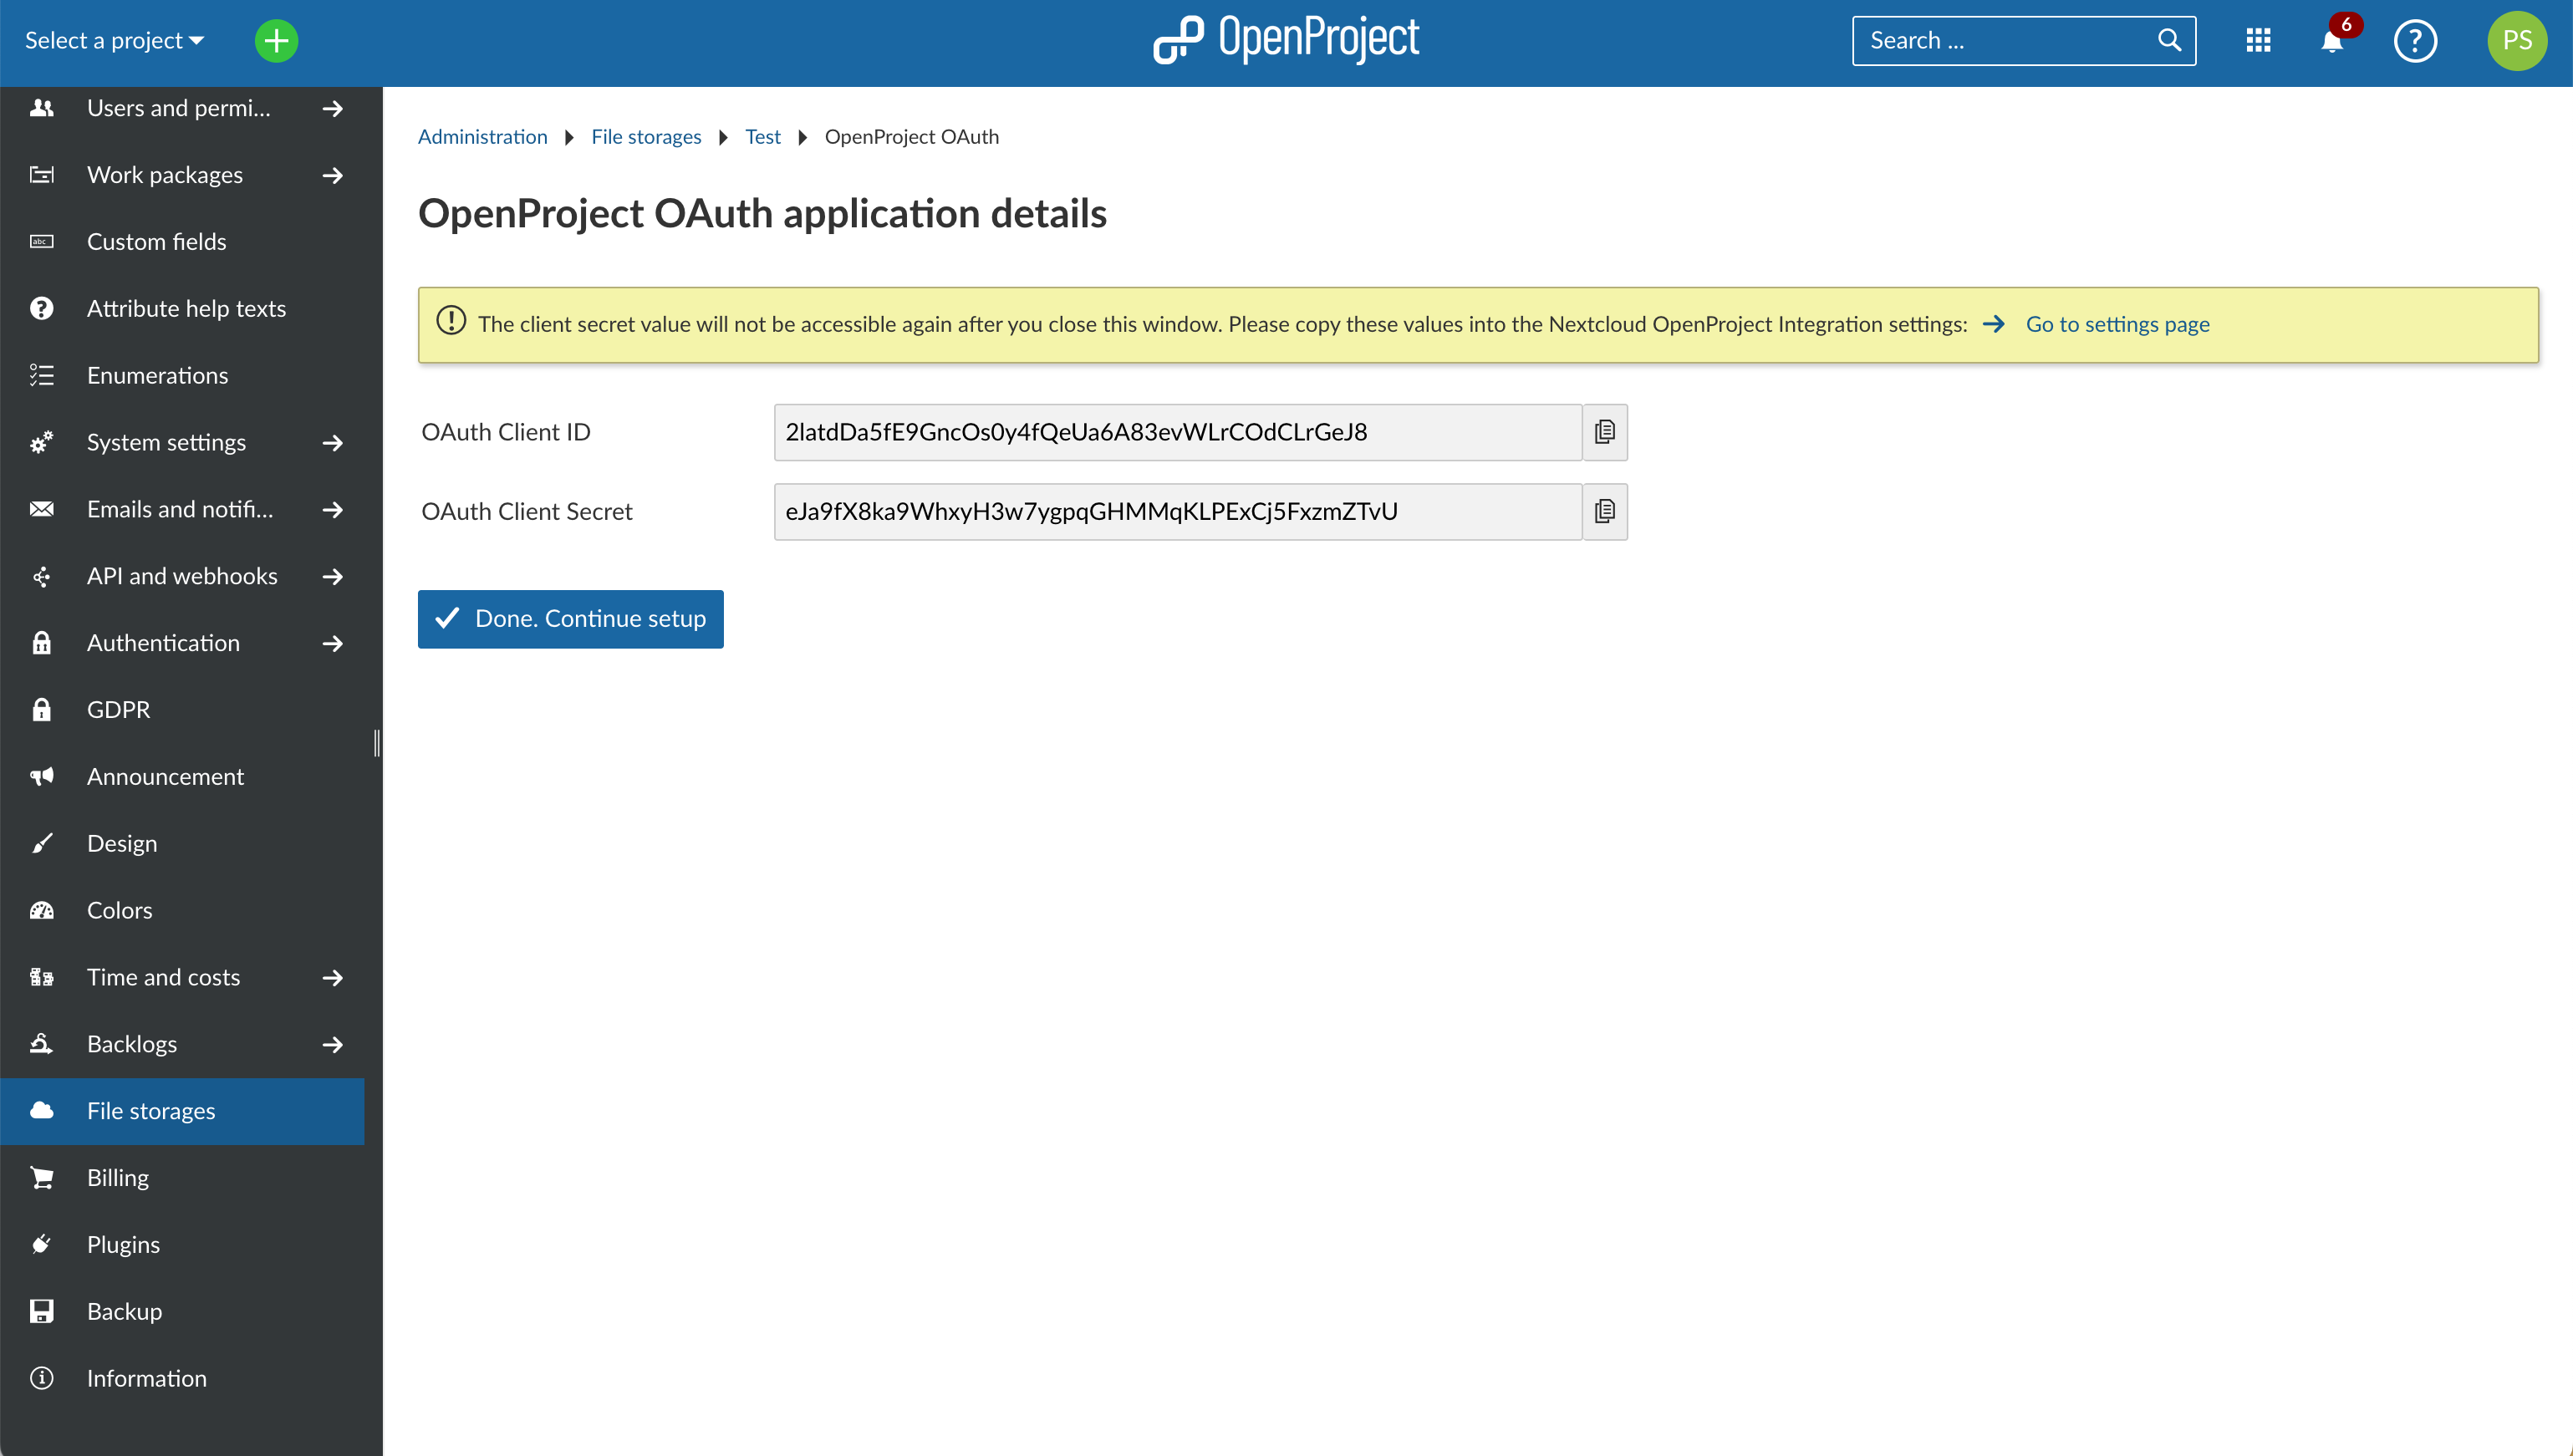 Select a project
OpenProject
Search ...
6
?
PS
Users and permi...
Work packages
abc
Custom fields
Attribute help texts
Enumerations
System settings
Emails and notifi...
API and webhooks
Authentication
GDPR
Announcement
Design
Colors
Time and costs
Backlogs
File storages
Billing
Plugins
Backup
Information
Administration File storages Test OpenProject OAuth
OpenProject OAuth application details
The client secret value will not be accessible again after you close this window. Please copy these values into the Nextcloud OpenProject Integration settings: Go to settings page
OAuth Client ID 2latdDa5fE9GncOs0y4fQeUa6A83evWLrCOdCLrGeJ8
OAuth Client Secret eJa9fX8ka9WhxyH3w7ygpqGHMMqKLPExCj5FxzmZTvU
Done. Continue setup